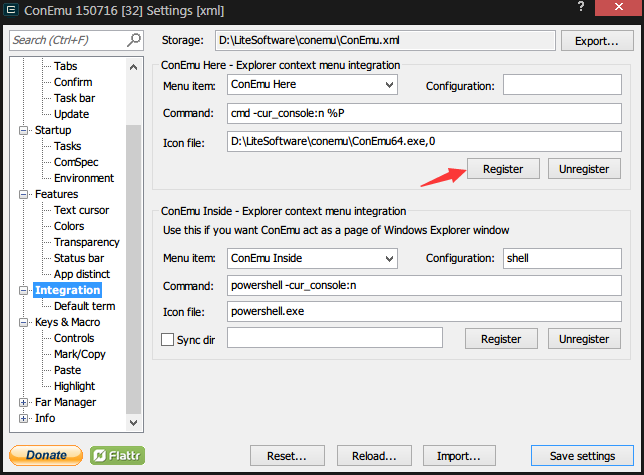 ConEmu 150716 [32] Settings [xml]
Search (Ctrl+F)
Storage: D:\LiteSoftware\conemu\ConEmu.xml Export...
Tabs
Confirm
Task bar
Update
Startup
Tasks
ComSpec
Environment
Features
Text cursor
Colors
Transparency
Status bar
App distinct
Integration
Default term
Keys & Macro
Controls
Mark/Copy
Paste
Highlight
Far Manager
Info
ConEmu Here - Explorer context menu integration
Menu item: ConEmu Here Configuration:
Command: cmd -cur_console:n %P
Icon file: D:\LiteSoftware\conemu\ConEmu64.exe,0
Register Unregister
ConEmu Inside - Explorer context menu integration
Use this if you want ConEmu act as a page of Windows Explorer window
Menu item: ConEmu Inside Configuration: shell
Command: powershell -cur_console:n
Icon file: powershell.exe
Sync dir Register Unregister
Donate Flattr Reset... Reload... Import... Save settings